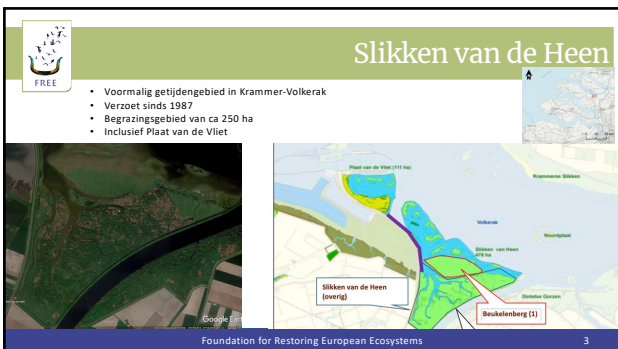 Slikken van de Heen
FREE
• Voormalig getijdengebied in Krammer-Volkerak
• Verzoet sinds 1987
• Begrazingsgebied van ca 250 ha
• Inclusief Plaat van de Vliet
Plaat van de Vliet (111 ha)
Krammerse Slikken
Volkerak
Noordplaat
Slikken van Heen
479 ha
Slikken van de Heen
(overig)
Dintelse Gorzen
Beukelenberg (1)
Google Eart
Foundation for Restoring European Ecosystems
3